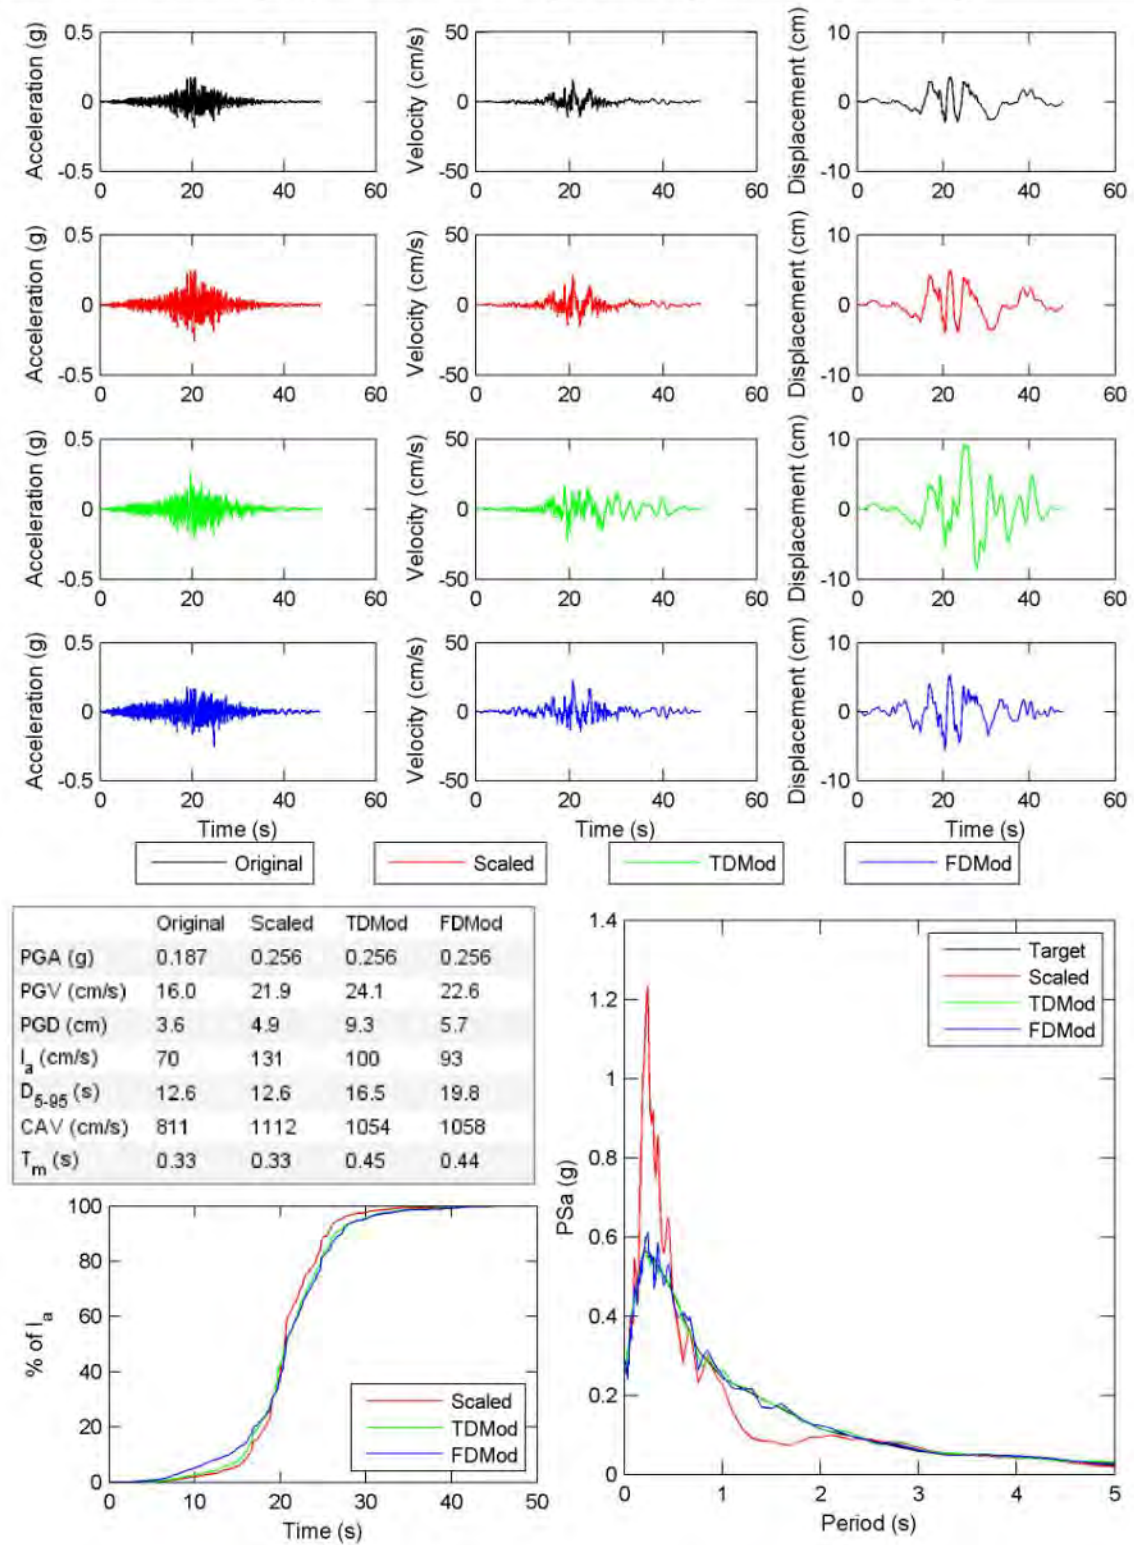 Acceleration (g)
0.5
0
-0.5
0 20 40 60
Velocity (cm/s)
50
0
-50
0 20 40 60
Displacement (cm)
10
0
-10
0 20 40 60
Acceleration (g)
0.5
0
-0.5
0 20 40 60
Velocity (cm/s)
50
0
-50
0 20 40 60
Displacement (cm)
10
0
-10
0 20 40 60
Acceleration (g)
0.5
0
-0.5
0 20 40 60
Velocity (cm/s)
50
0
-50
0 20 40 60
Displacement (cm)
10
0
-10
0 20 40 60
Acceleration (g)
0.5
0
-0.5
0 20 40 60
Time (s)
Velocity (cm/s)
50
0
-50
0 20 40 60
Time (s)
Displacement (cm)
10
0
-10
0 20 40 60
Time (s)
Original Scaled TDMod FDMod
Original Scaled TDMod FDMod
PGA (g) 0.187 0.256 0.256 0.256
PGV (cm/s) 16.0 21.9 24.1 22.6
PGD (cm) 3.6 4.9 9.3 5.7
Ia (cm/s) 70 131 100 93
D5-95 (s) 12.6 12.6 16.5 19.8
CAV (cm/s) 811 1112 1054 1058
Tm (s) 0.33 0.33 0.45 0.44
% of Ia
100
80
60
40
20
0
0 10 20 30 40 50
Time (s)
Scaled
TDMod
FDMod
PSa (g)
1.4
1.2
1
0.8
0.6
0.4
0.2
0
0 1 2 3 4 5
Period (s)
Target
Scaled
TDMod
FDMod